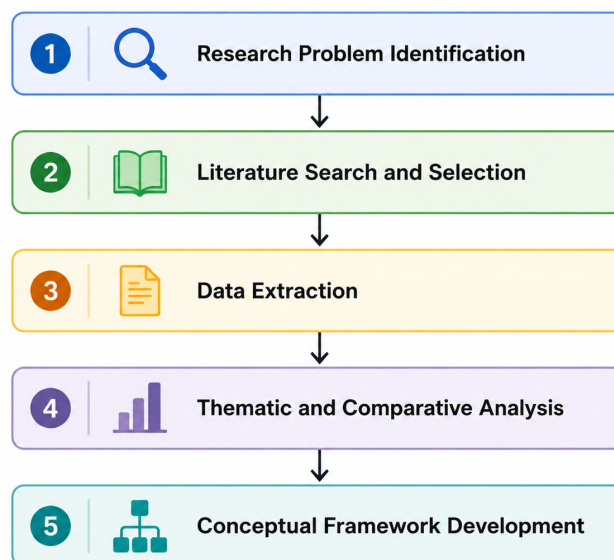 1 Research Problem Identification
2 Literature Search and Selection
3 Data Extraction
4 Thematic and Comparative Analysis
5 Conceptual Framework Development